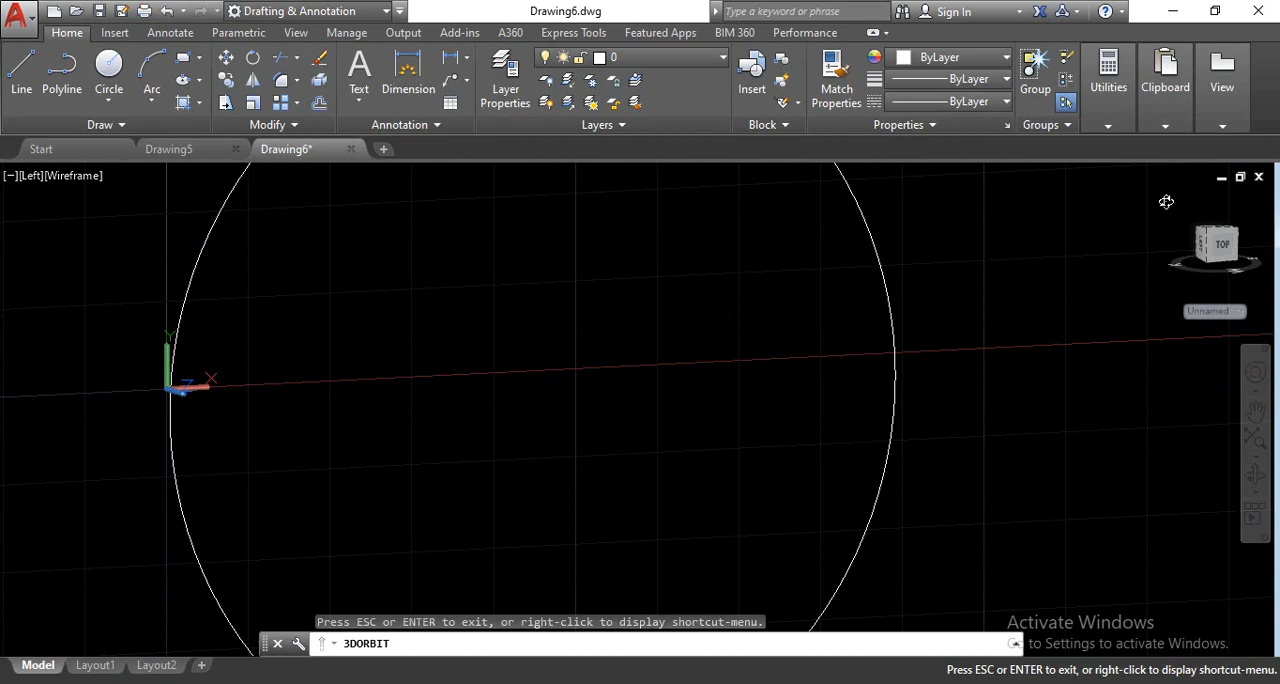 A
Drafting & Annotation
Drawing6.dwg
Type a keyword or phrase
Sign In
Home
Insert
Annotate
Parametric
View
Manage
Output
Add-ins
A360
Express Tools
Featured Apps
BIM 360
Performance
Line
Polyline
Circle
Arc
Text
Dimension
Layer
Properties
0
Insert
Match
Properties
ByLayer
ByLayer
ByLayer
Group
Utilities
Clipboard
View
Draw
Modify
Annotation
Layers
Block
Properties
Groups
Start
Drawing5
Drawing6*
[−][Left][Wireframe]
LEFT
TOP
Unnamed
Y
Z
X
Press ESC or ENTER to exit, or right-click to display shortcut-menu.
3DORBIT
Activate Windows
Go to Settings to activate Windows.
Model
Layout1
Layout2
Press ESC or ENTER to exit, or right-click to display shortcut-menu.